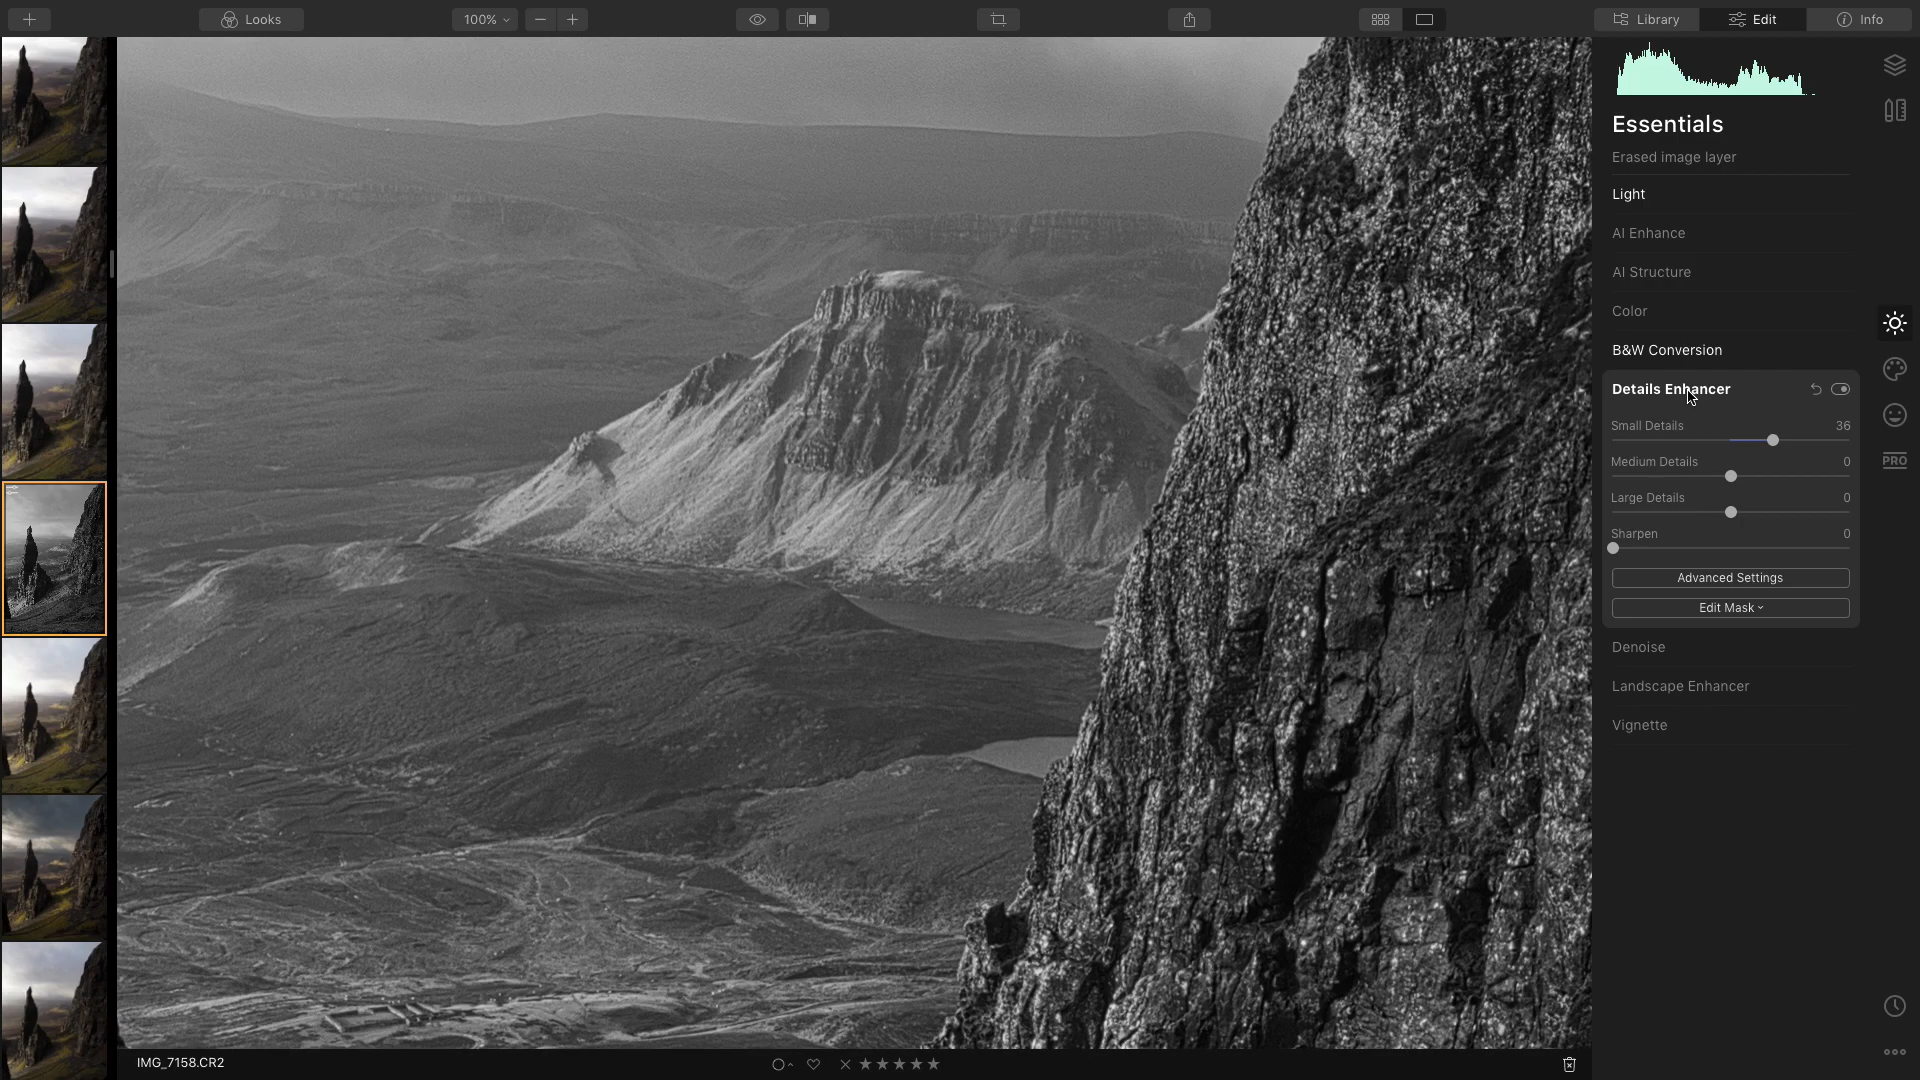 Looks
100%
Library
Edit
Info
Essentials
Erased image layer
Light
AI Enhance
AI Structure
Color
B&W Conversion
Details Enhancer
Small Details 36
Medium Details 0
Large Details 0
Sharpen 0
Advanced Settings
Edit Mask
Denoise
Landscape Enhancer
Vignette
PRO
IMG_7158.CR2